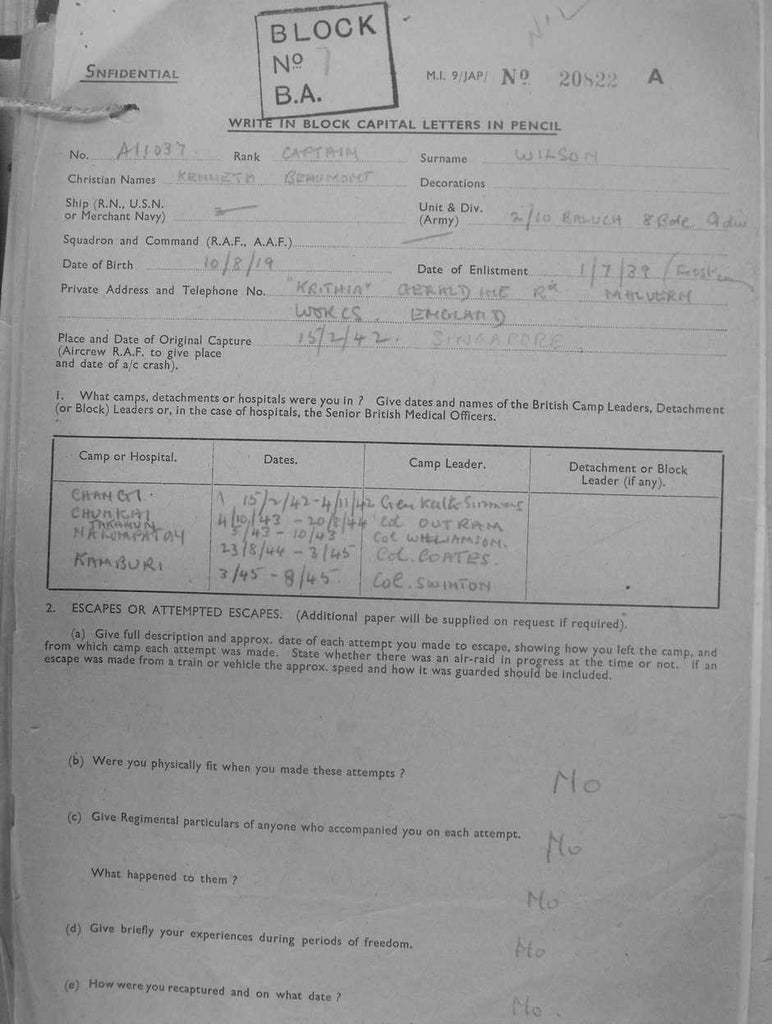 BLOCK
Nº 7
B.A.
NIL
SNFIDENTIAL
M.I. 9/JAP/ Nº 20822 A
WRITE IN BLOCK CAPITAL LETTERS IN PENCIL
No. A11037 Rank CAPTAIN Surname WILSON
Christian Names KENNETH BEAUMONT Decorations
Ship (R.N., U.S.N. or Merchant Navy)
Unit & Div. (Army) 2/10 BALUCH 8 Bde 9 div
Squadron and Command (R.A.F., A.A.F.)
Date of Birth 10/8/19 Date of Enlistment 1/7/39
Private Address and Telephone No. "KRITHIA" GERALDINE Rd MALVERN
WORCS. ENGLAND
Place and Date of Original Capture 15/2/42. SINGAPORE
(Aircrew R.A.F. to give place
and date of a/c crash).
1. What camps, detachments or hospitals were you in ? Give dates and names of the British Camp Leaders, Detachment
(or Block) Leaders or, in the case of hospitals, the Senior British Medical Officers.
Camp or Hospital. Dates. Camp Leader. Detachment or Block
Leader (if any).
CHANGI. 15/2/42-4/11/42 Gen Keith Simmons
CHUNKAI 4/10/43 - 20/8/44 Col OUTRAM
TAKANUN 5/43 - 10/43 Col WILLIAMSON.
23/8/44 - 3/45 Col. COATES.
KAMBURI 3/45 - 8/45 Col. SWINTON
2. ESCAPES OR ATTEMPTED ESCAPES. (Additional paper will be supplied on request if required).
(a) Give full description and approx. date of each attempt you made to escape, showing how you left the camp, and
from which camp each attempt was made. State whether there was an air-raid in progress at the time or not. If an
escape was made from a train or vehicle the approx. speed and how it was guarded should be included.
(b) Were you physically fit when you made these attempts ?
No
(c) Give Regimental particulars of anyone who accompanied you on each attempt.
No
What happened to them ?
No
(d) Give briefly your experiences during periods of freedom.
No
(e) How were you recaptured and on what date ?
No.